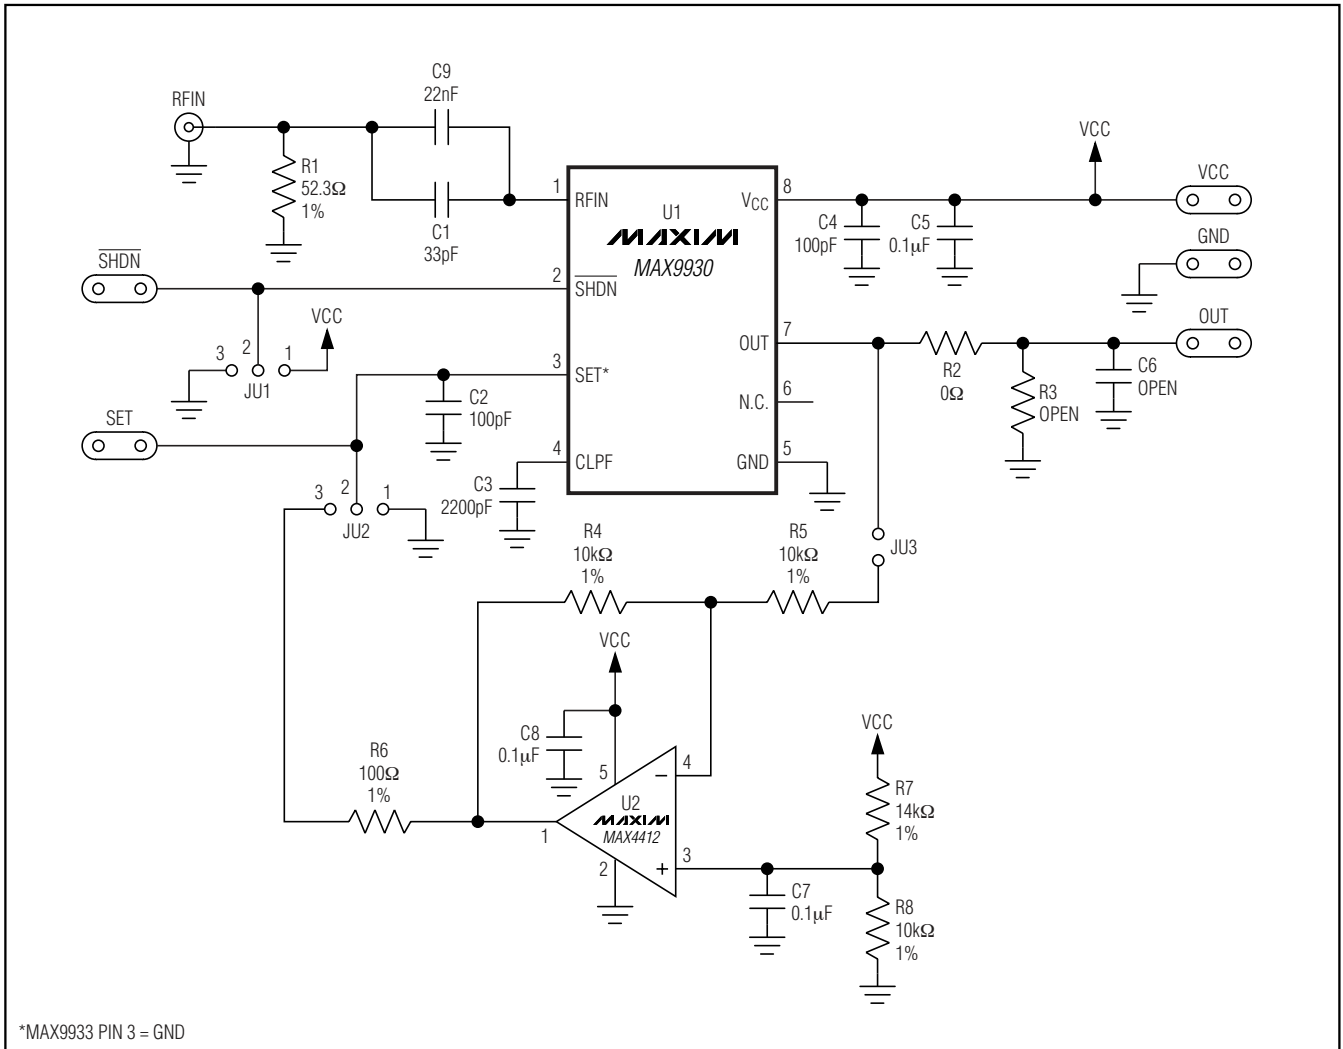 C9
22nF
RFIN
R1
52.3Ω
1%
C1
33pF
1
RFIN
U1
MAXIM
MAX9930
VCC
8
VCC
C4
100pF
C5
0.1µF
VCC
GND
SHDN
2
SHDN
VCC
3
2
1
JU1
3
SET*
C2
100pF
SET
4
CLPF
C3
2200pF
3
2
1
JU2
OUT
7
R2
0Ω
R3
OPEN
C6
OPEN
OUT
N.C.
6
GND
5
R4
10kΩ
1%
R5
10kΩ
1%
JU3
VCC
C8
0.1µF
R6
100Ω
1%
5
4
−
U2
MAXIM
MAX4412
1
2
+
3
C7
0.1µF
VCC
R7
14kΩ
1%
R8
10kΩ
1%
*MAX9933 PIN 3 = GND